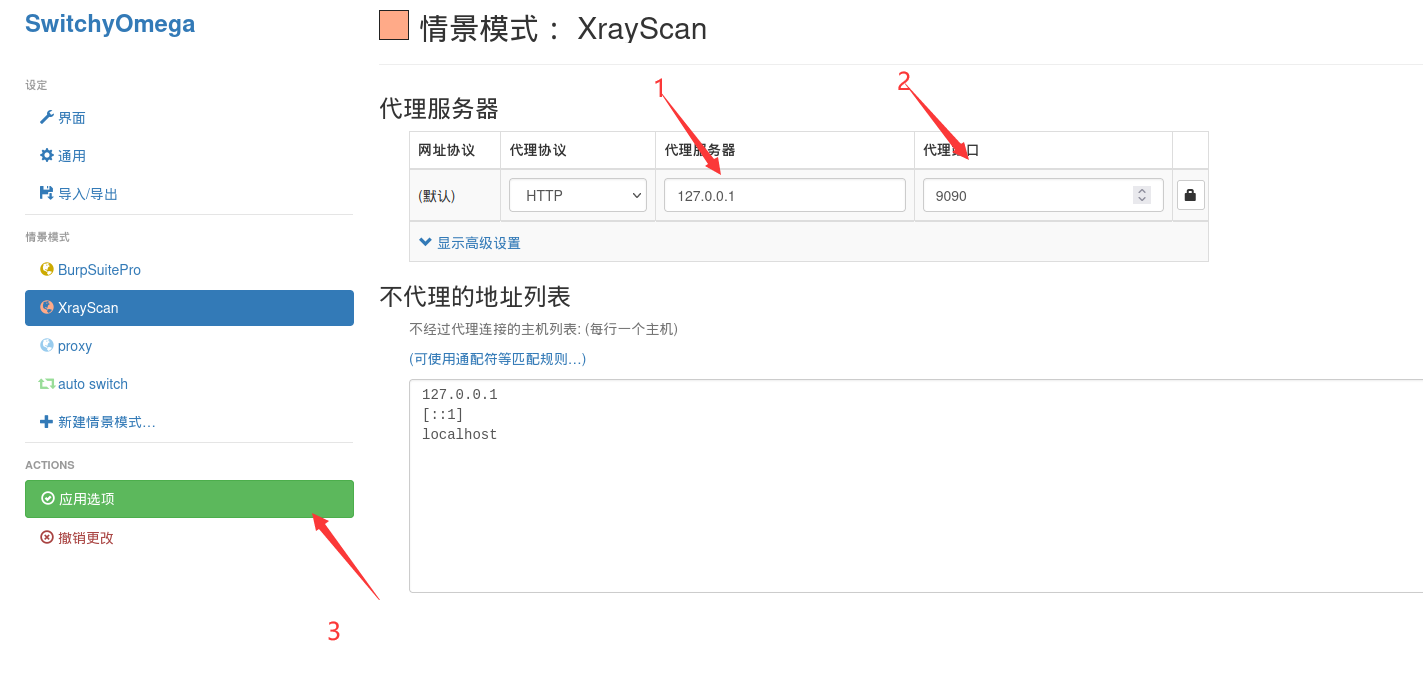 SwitchyOmega
设定
界面
通用
导入/导出
情景模式
BurpSuitePro
XrayScan
proxy
auto switch
新建情景模式…
ACTIONS
应用选项
撤销更改
3
情景模式： XrayScan
1
2
代理服务器
网址协议 代理协议 代理服务器 代理端口
(默认) HTTP 127.0.0.1 9090
显示高级设置
不代理的地址列表
不经过代理连接的主机列表: (每行一个主机)
(可使用通配符等匹配规则…)
127.0.0.1
[::1]
localhost